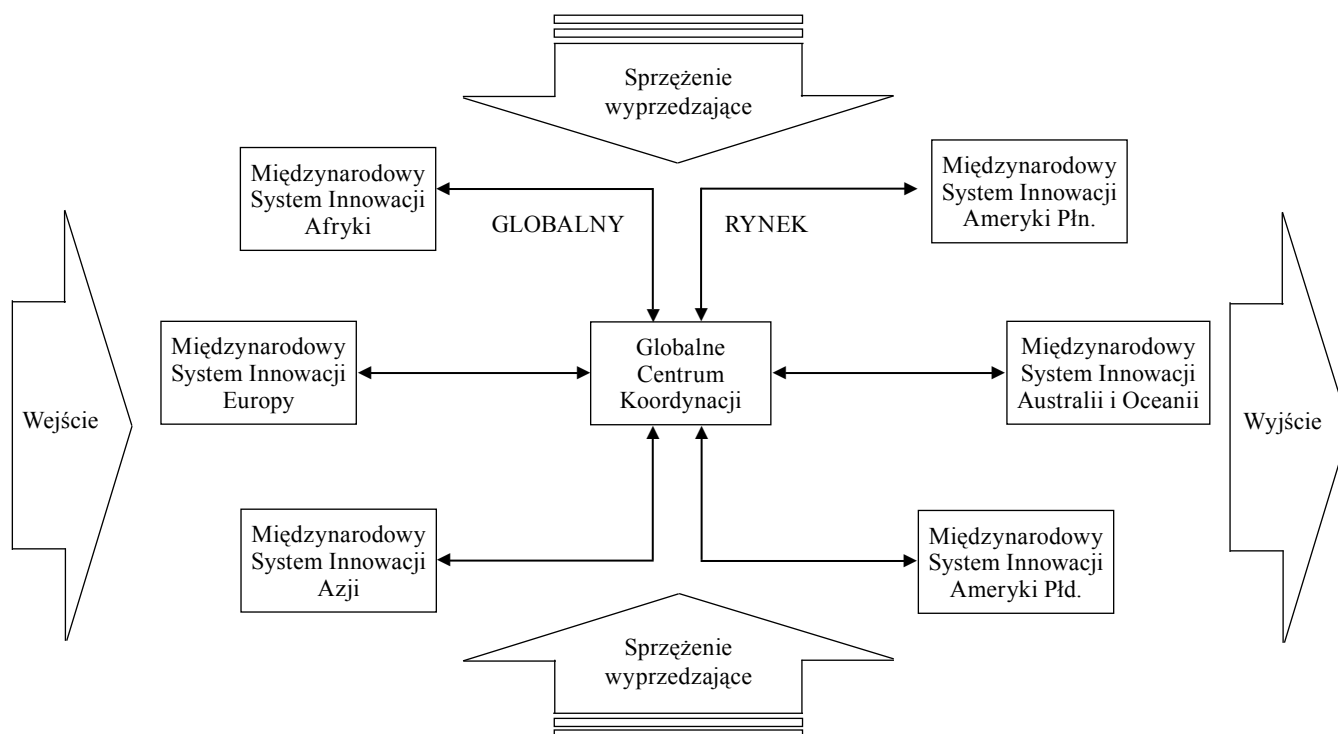 Sprzężenie
wyprzedzające
Międzynarodowy
System Innowacji
Afryki
Międzynarodowy
System Innowacji
Ameryki Płn.
GLOBALNY
RYNEK
Wejście
Międzynarodowy
System Innowacji
Europy
Globalne
Centrum
Koordynacji
Międzynarodowy
System Innowacji
Australii i Oceanii
Wyjście
Międzynarodowy
System Innowacji
Azji
Międzynarodowy
System Innowacji
Ameryki Płd.
Sprzężenie
wyprzedzające